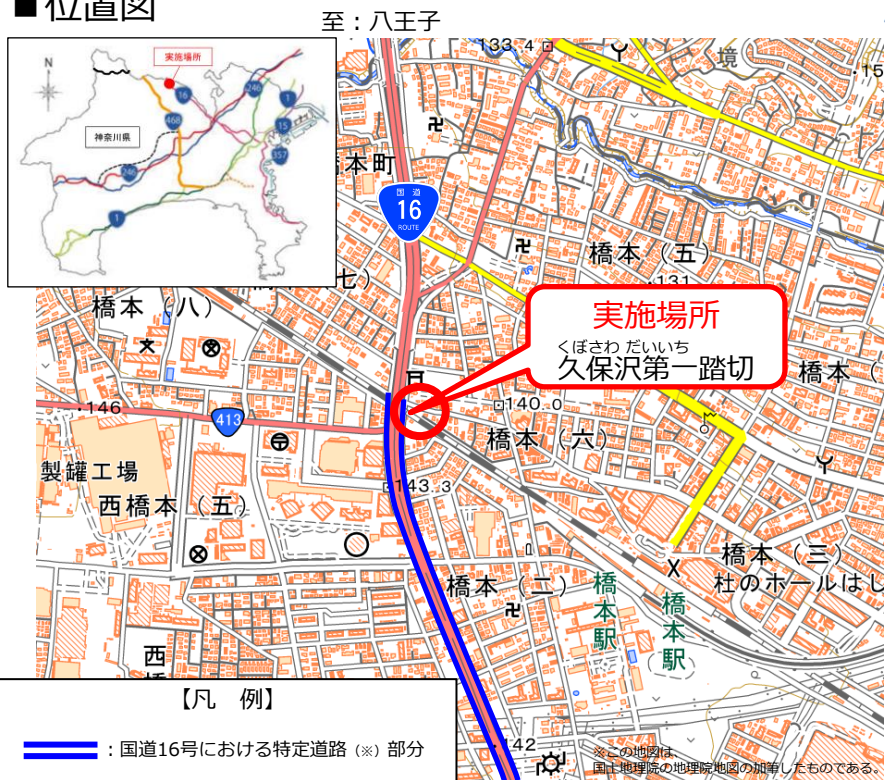 ■位置図
至：八王子
実施場所
N
神奈川県
16
246
1
468
15
357
246
1
133.4
境
15
本町
国道
16
ROUTE
橋本（五）
131
七）
橋本（八）
実施場所
くぼさわ だいいち
久保沢第一踏切
橋本（
146
413
140.0
橋本（六）
製罐工場
西橋本（五）
143.3
橋本（三）
杜のホールはし
橋本（二）
橋本駅
橋本駅
西橋
142
【凡 例】
：国道16号における特定道路（※）部分
※この地図は、
国土地理院の地理院地図の加筆したものである。